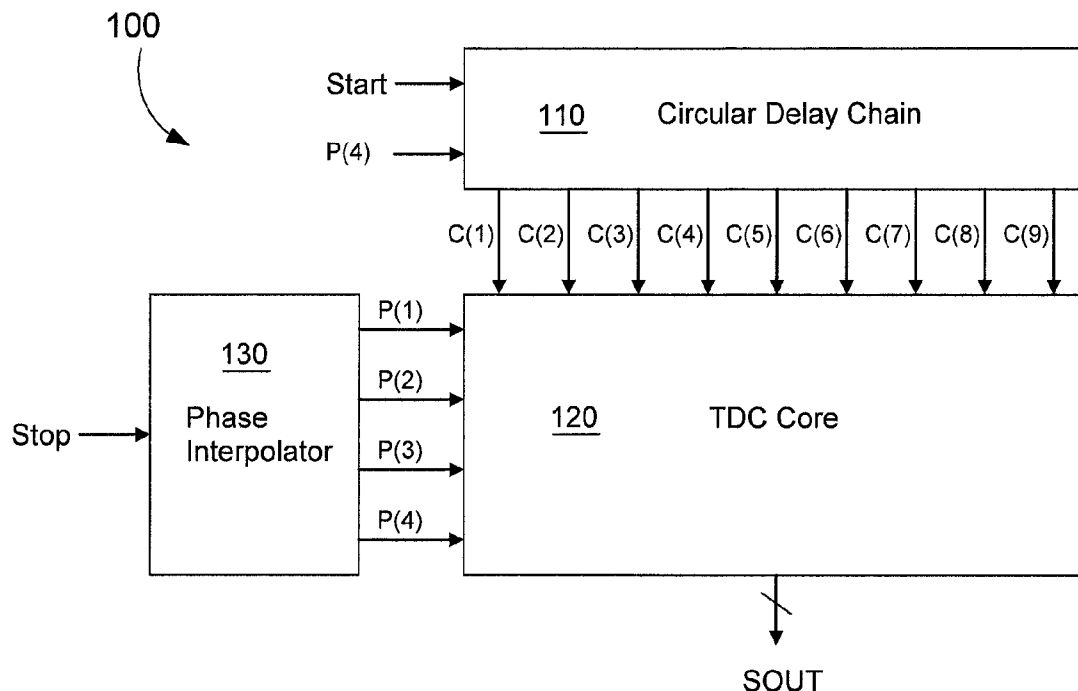 100
Start
P(4)
110 Circular Delay Chain
C(1) C(2) C(3) C(4) C(5) C(6) C(7) C(8) C(9)
P(1)
P(2)
P(3)
P(4)
130
Phase
Interpolator
Stop
120 TDC Core
SOUT